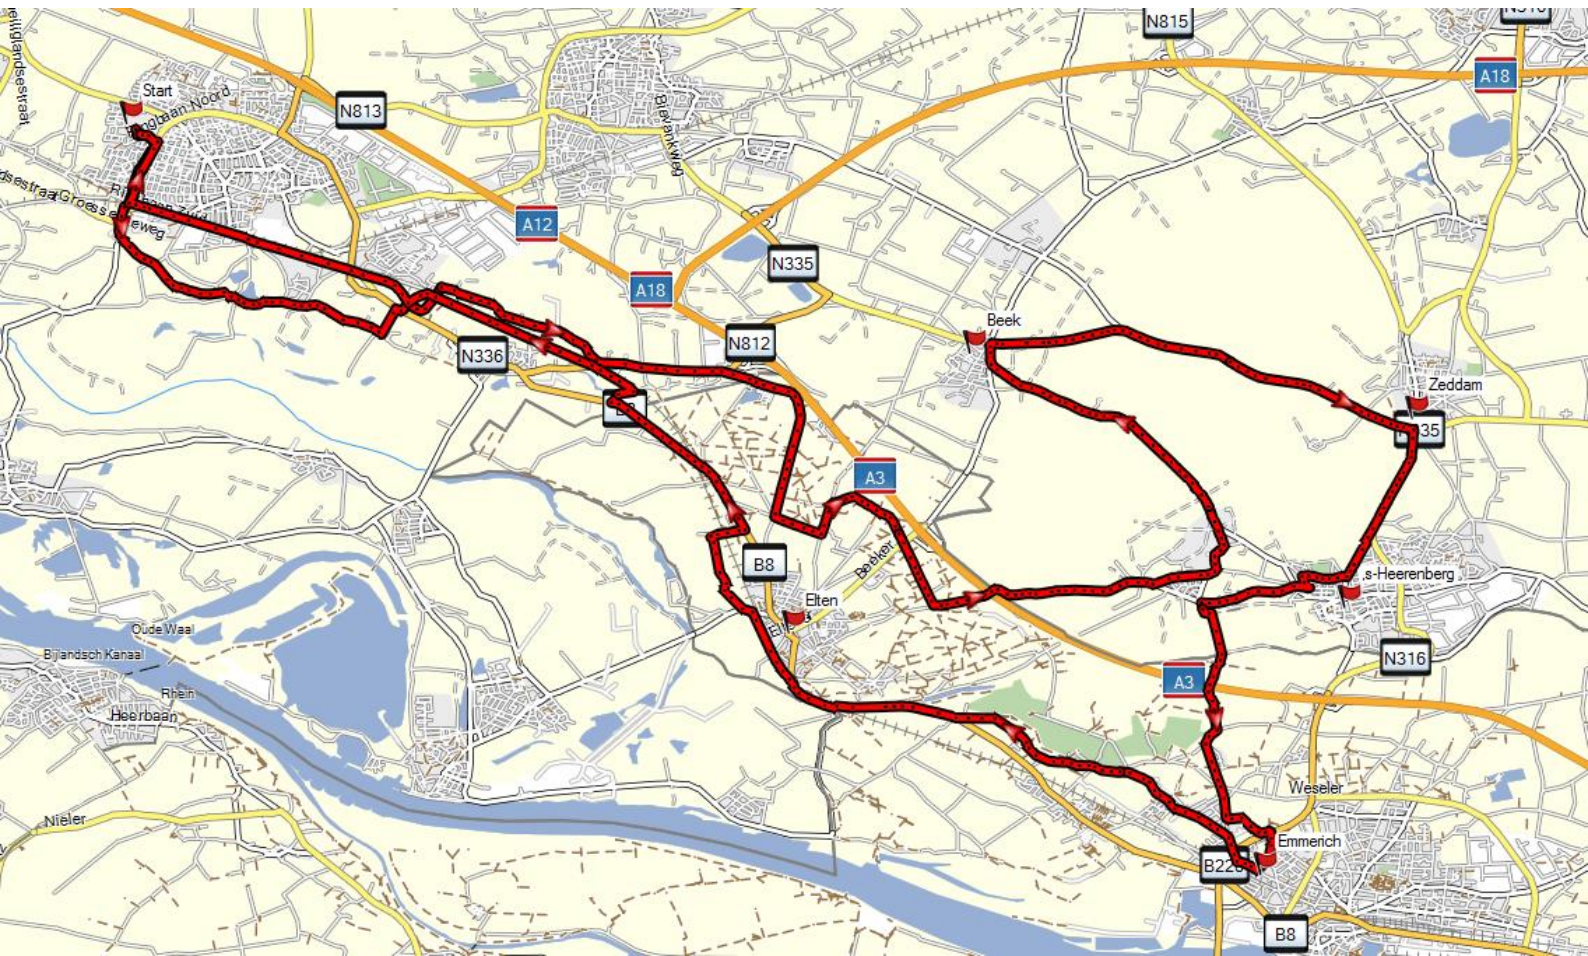 N815
A18
Start
Ringbaan Noord
N813
Bievankweg
A12
N335
A18
N812
Beek
N336
Zeddam
A3
B8
Beeker
Elten
's-Heerenberg
Oude Waal
Bijlandsch Kanaal
N316
A3
Rhein
Heerbaan
Weseler
Nieler
Emmerich
B8